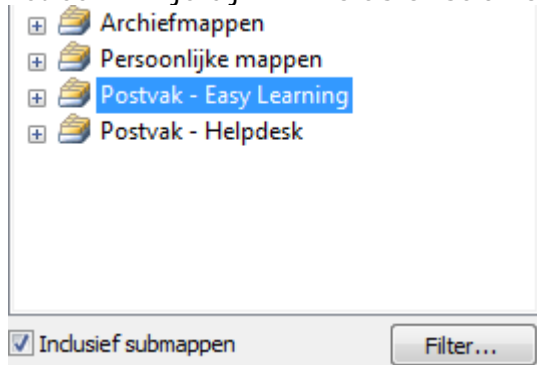 Archiefmappen
Persoonlijke mappen
Postvak - Easy Learning
Postvak - Helpdesk
Inclusief submappen
Filter...